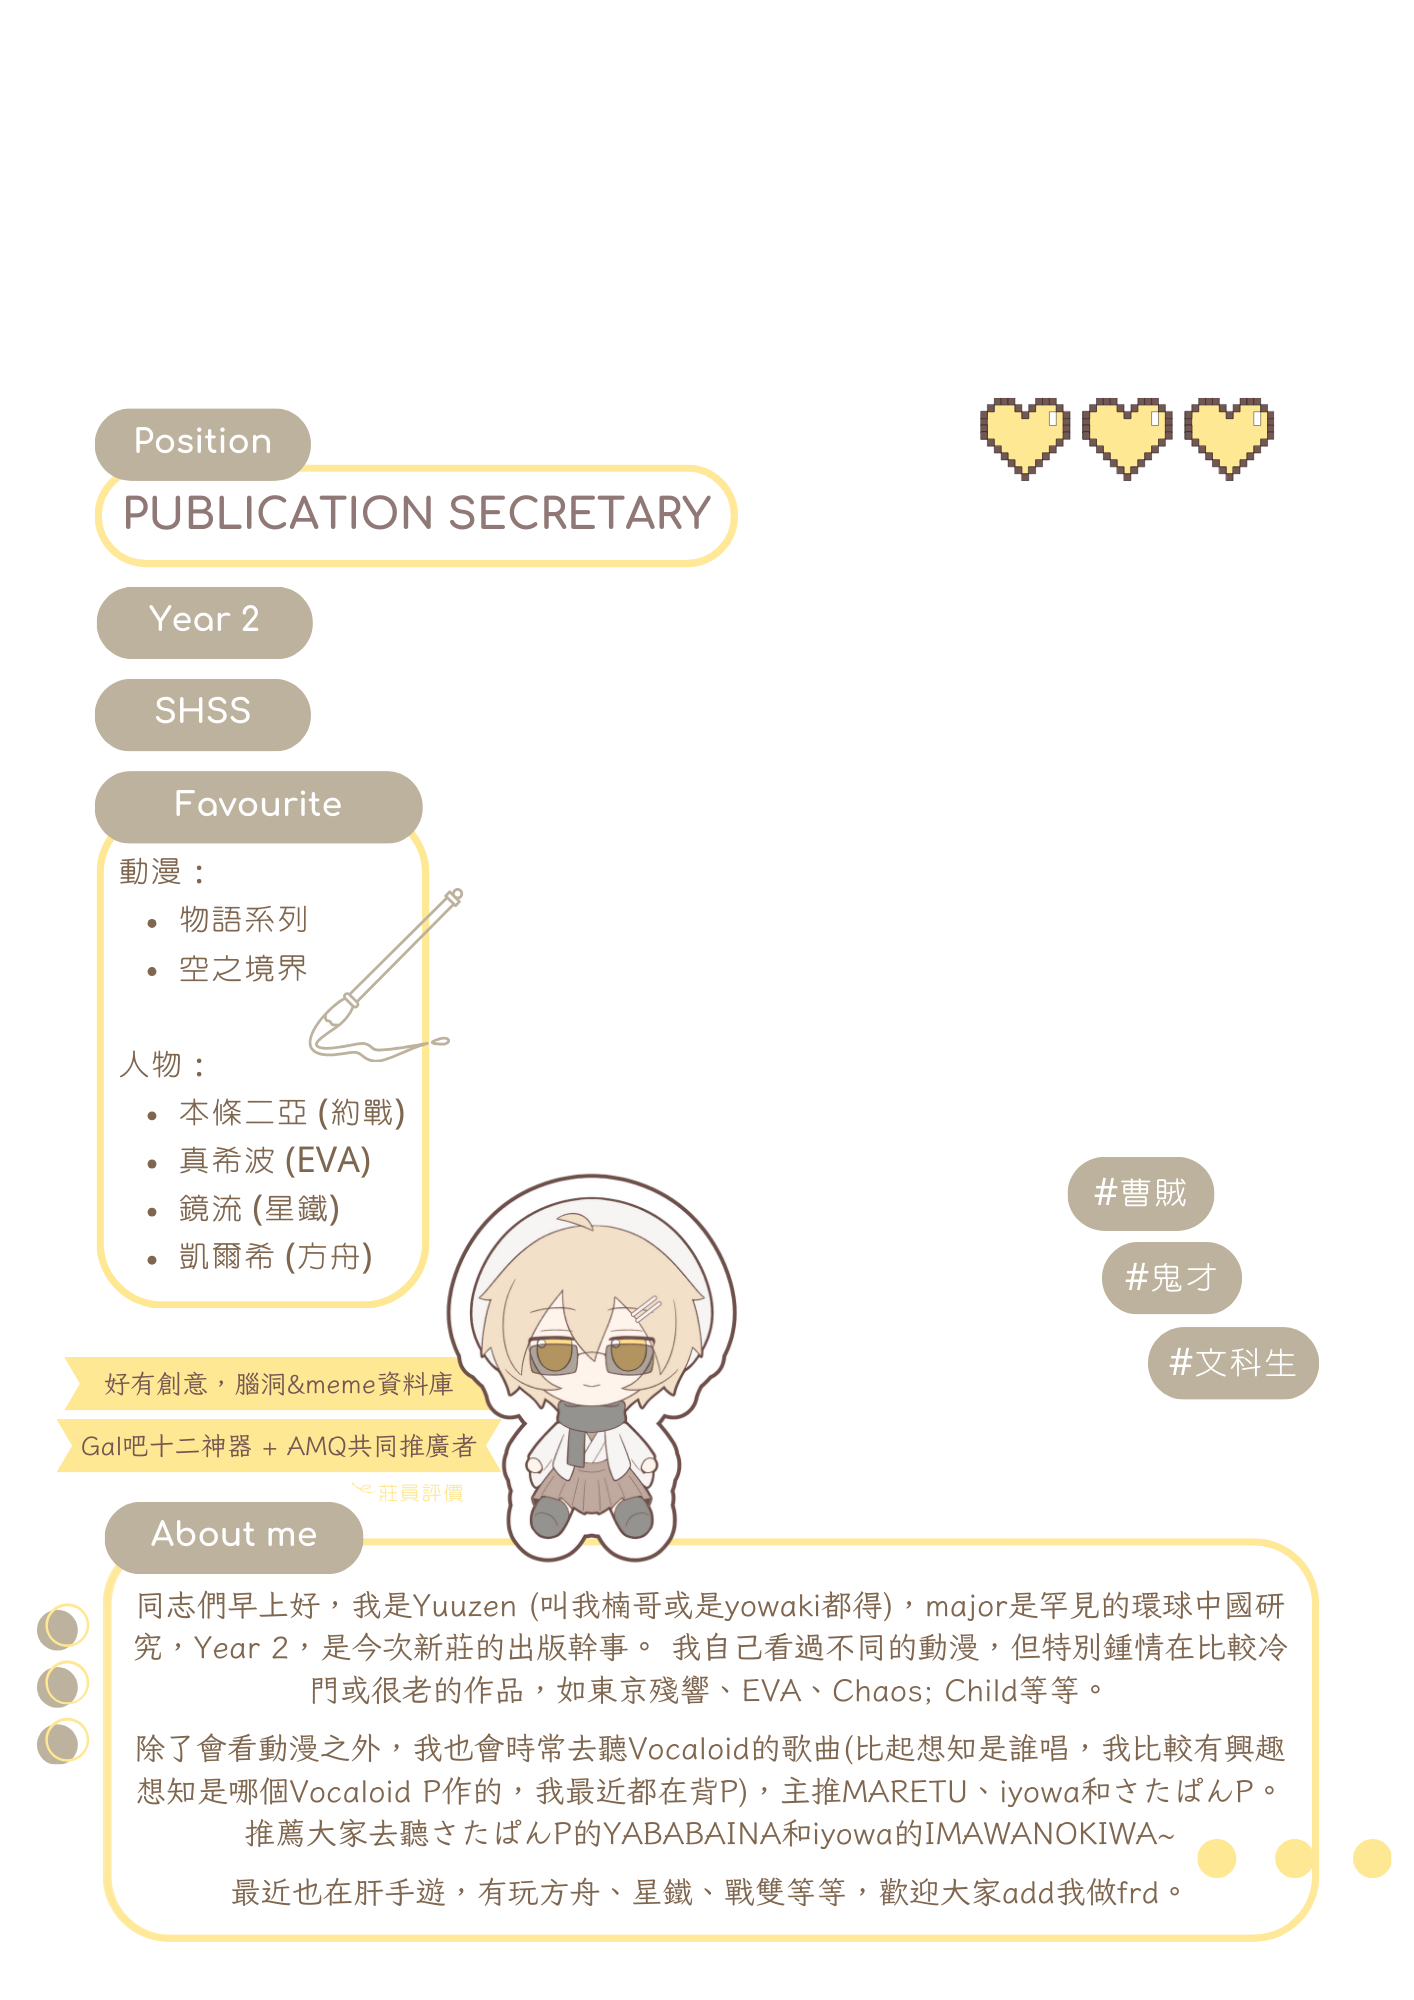 Position
PUBLICATION SECRETARY
Year 2
SHSS
Favourite
動漫：
• 物語系列
• 空之境界
人物：
• 本條二亞 (約戰)
• 真希波 (EVA)
• 鏡流 (星鐵)
• 凱爾希 (方舟)
#曹賊
#鬼才
#文科生
好有創意，腦洞&meme資料庫
Gal吧十二神器 + AMQ共同推廣者
莊員評價
About me
同志們早上好，我是Yuuzen (叫我楠哥或是yowaki都得)，major是罕見的環球中國研
究，Year 2，是今次新莊的出版幹事。 我自己看過不同的動漫，但特別鍾情在比較冷
門或很老的作品，如東京殘響、EVA、Chaos; Child等等。
除了會看動漫之外，我也會時常去聽Vocaloid的歌曲(比起想知是誰唱，我比較有興趣
想知是哪個Vocaloid P作的，我最近都在背P)，主推MARETU、iyowa和さたぱんP。
推薦大家去聽さたぱんP的YABABAINA和iyowa的IMAWANOKIWA~
最近也在肝手遊，有玩方舟、星鐵、戰雙等等，歡迎大家add我做frd。